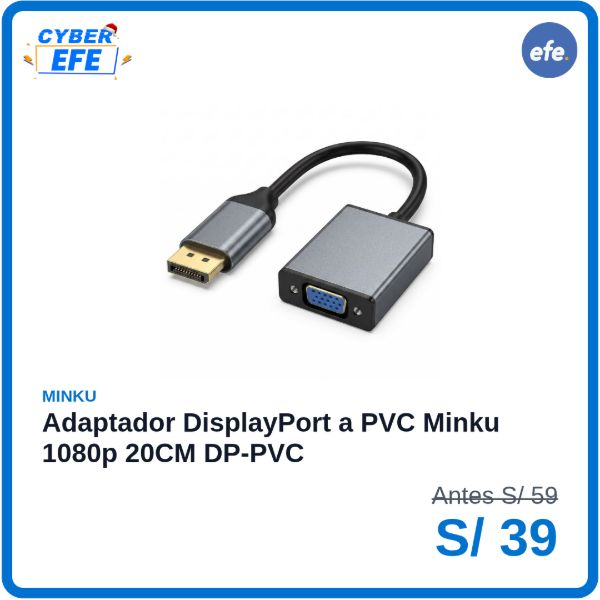 CYBER
EFE
efe.
MINKU
Adaptador DisplayPort a PVC Minku
1080p 20CM DP-PVC
Antes S/ 59
S/ 39